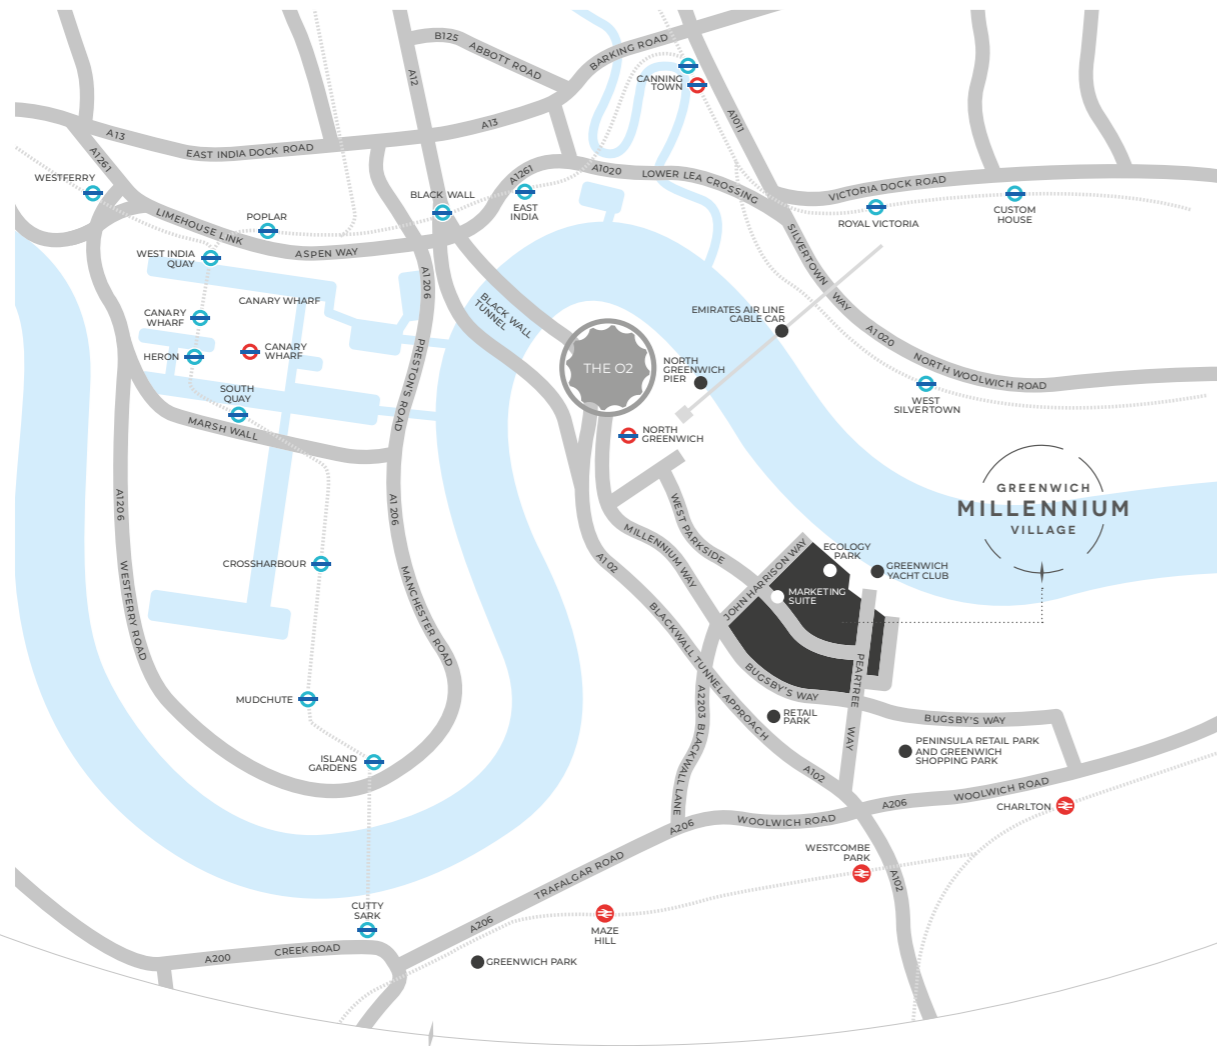 B125
ABBOTT ROAD
BARKING ROAD
A12
CANNING
TOWN
A1011
A13
A13
EAST INDIA DOCK ROAD
A1261
WESTFERRY
A1261
A1020
LOWER LEA CROSSING
VICTORIA DOCK ROAD
BLACK WALL
EAST
INDIA
ROYAL VICTORIA
CUSTOM
HOUSE
LIMEHOUSE LINK
POPLAR
ASPEN WAY
WEST INDIA
QUAY
SILVERTOWN
WAY
A1206
CANARY WHARF
BLACK WALL
TUNNEL
EMIRATES AIR LINE
CABLE CAR
CANARY
WHARF
A1020
NORTH WOOLWICH ROAD
HERON
CANARY
WHARF
PRESTON'S ROAD
THE O2
NORTH
GREENWICH
PIER
SOUTH
QUAY
WEST
SILVERTOWN
MARSH WALL
NORTH
GREENWICH
GREENWICH
MILLENNIUM
VILLAGE
A1206
A1206
WEST PARKSIDE
MILLENNIUM WAY
JOHN HARRISON WAY
ECOLOGY
PARK
GREENWICH
YACHT CLUB
CROSSHARBOUR
A102
MARKETING
SUITE
WESTFERRY ROAD
MANCHESTER ROAD
BLACKWALL TUNNEL APPROACH
BUGSBY'S WAY
PEARTREE
WAY
MUDCHUTE
A2203 BLACKWALL LANE
RETAIL
PARK
BUGSBY'S WAY
PENINSULA RETAIL PARK
AND GREENWICH
SHOPPING PARK
ISLAND
GARDENS
A102
A206
WOOLWICH ROAD
CHARLTON
A206
WOOLWICH ROAD
WESTCOMBE
PARK
TRAFALGAR ROAD
A102
CUTTY
SARK
A206
MAZE
HILL
A200
CREEK ROAD
GREENWICH PARK